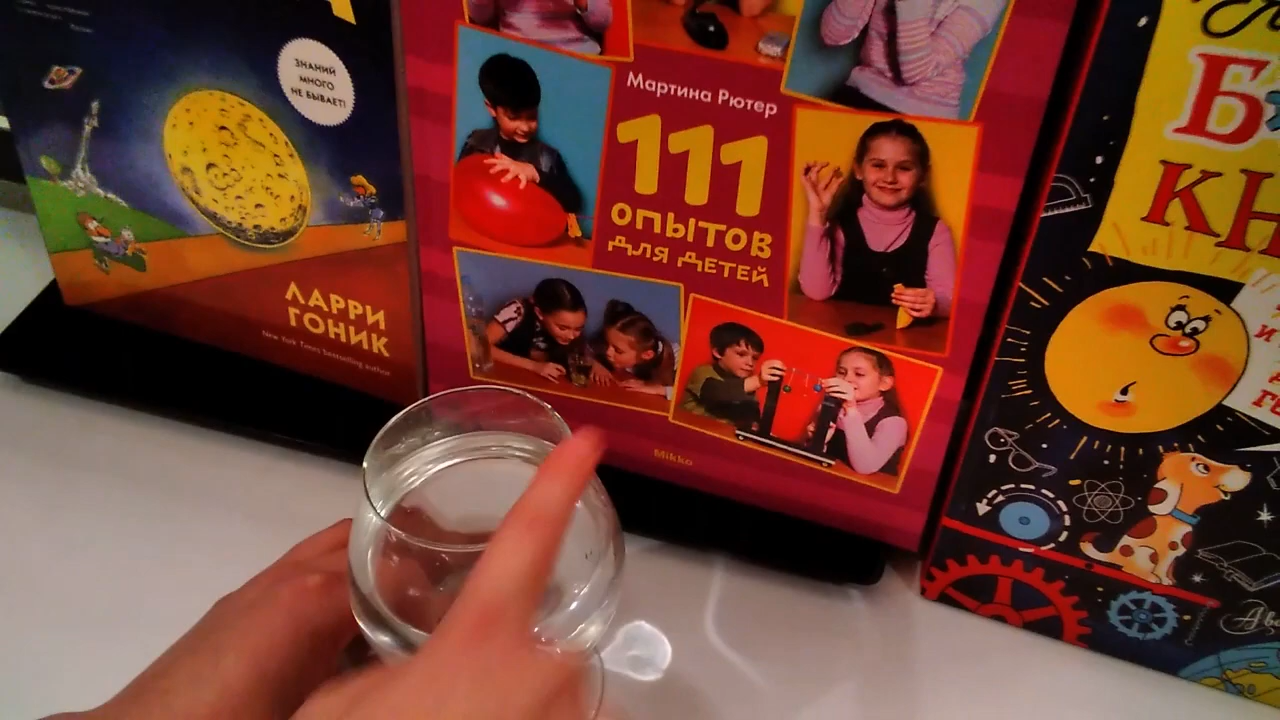 ЗНАНИЙ
МНОГО
НЕ БЫВАЕТ!
ЛАРРИ
ГОНИК
New York Times Bestselling author
Мартина Рютер
111
ОПЫТОВ
ДЛЯ ДЕТЕЙ
Mikko
Б
КН
И